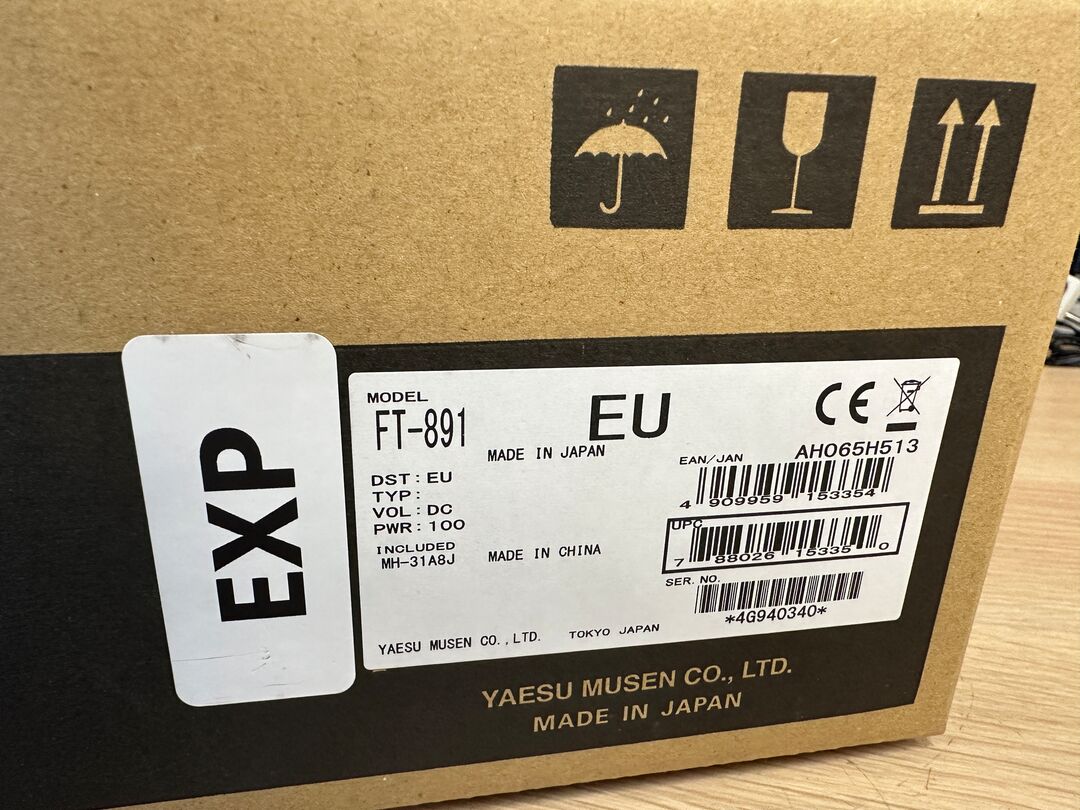 EXP
MODEL
FT-891
EU
CE
MADE IN JAPAN
AH065H513
DST: EU
TYP:
VOL: DC
PWR: 100
EAN/JAN
4 909959 153354
UPC
7 88026 15335 0
INCLUDED
MH-31A8J
MADE IN CHINA
SER. NO.
*4G940340*
YAESU MUSEN CO.,LTD. TOKYO JAPAN
YAESU MUSEN CO., LTD.
MADE IN JAPAN